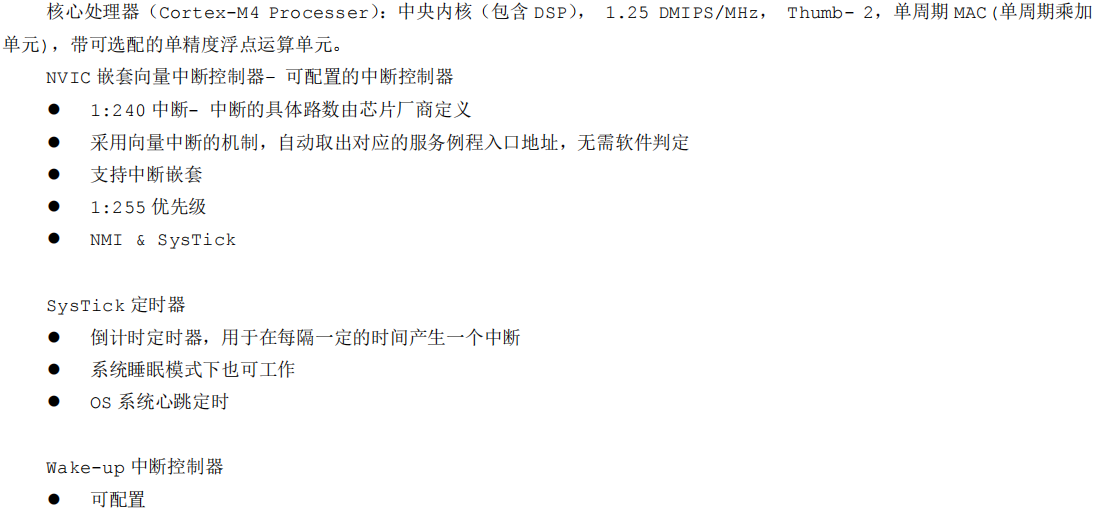 核心处理器（Cortex-M4 Processer）：中央内核（包含 DSP）， 1.25 DMIPS/MHz， Thumb- 2，单周期 MAC(单周期乘加
单元)，带可选配的单精度浮点运算单元。
NVIC 嵌套向量中断控制器– 可配置的中断控制器
● 1:240 中断– 中断的具体路数由芯片厂商定义
● 采用向量中断的机制，自动取出对应的服务例程入口地址，无需软件判定
● 支持中断嵌套
● 1:255 优先级
● NMI & SysTick
SysTick 定时器
● 倒计时定时器，用于在每隔一定的时间产生一个中断
● 系统睡眠模式下也可工作
● OS 系统心跳定时
Wake-up 中断控制器
● 可配置